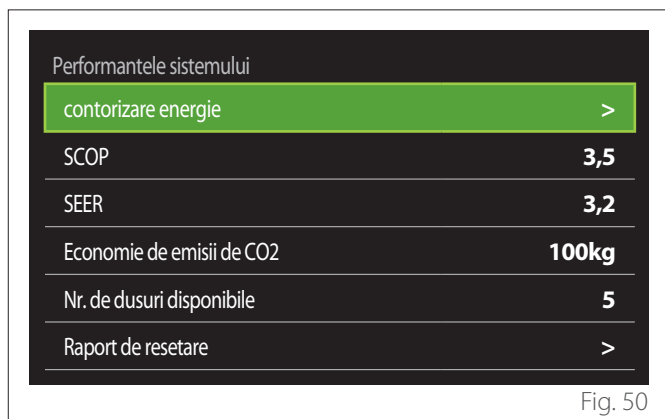 Performantele sistemului
contorizare energie >
SCOP 3,5
SEER 3,2
Economie de emisii de CO2 100kg
Nr. de dusuri disponibile 5
Raport de resetare >
Fig. 50